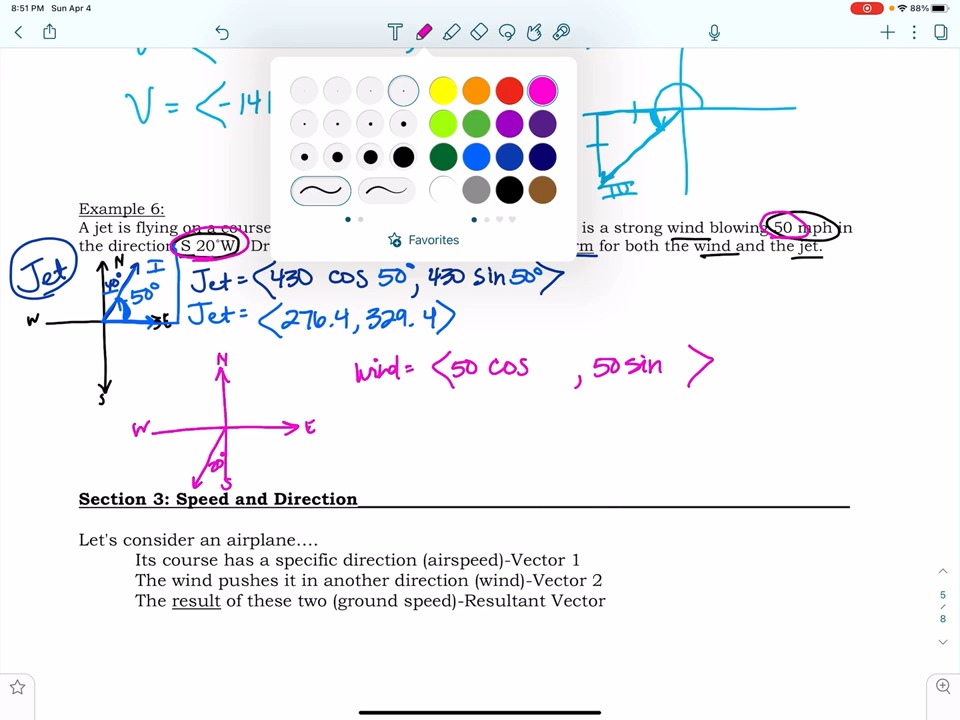 8:51 PM Sun Apr 4
88%
V = <-141
III
Example 6:
A jet is flying on a course is a strong wind blowing 50 mph in
the direction S 20°W. Dr rm for both the wind and the jet.
Jet
N
40°
I
50°
W
E
S
Jet = <430 cos 50°, 430 sin 50°>
Jet = <276.4, 329.4>
wind = <50 cos , 50 sin >
N
W
E
20°
S
Favorites
Section 3: Speed and Direction
Let's consider an airplane….
Its course has a specific direction (airspeed)-Vector 1
The wind pushes it in another direction (wind)-Vector 2
The result of these two (ground speed)-Resultant Vector
5
/
8